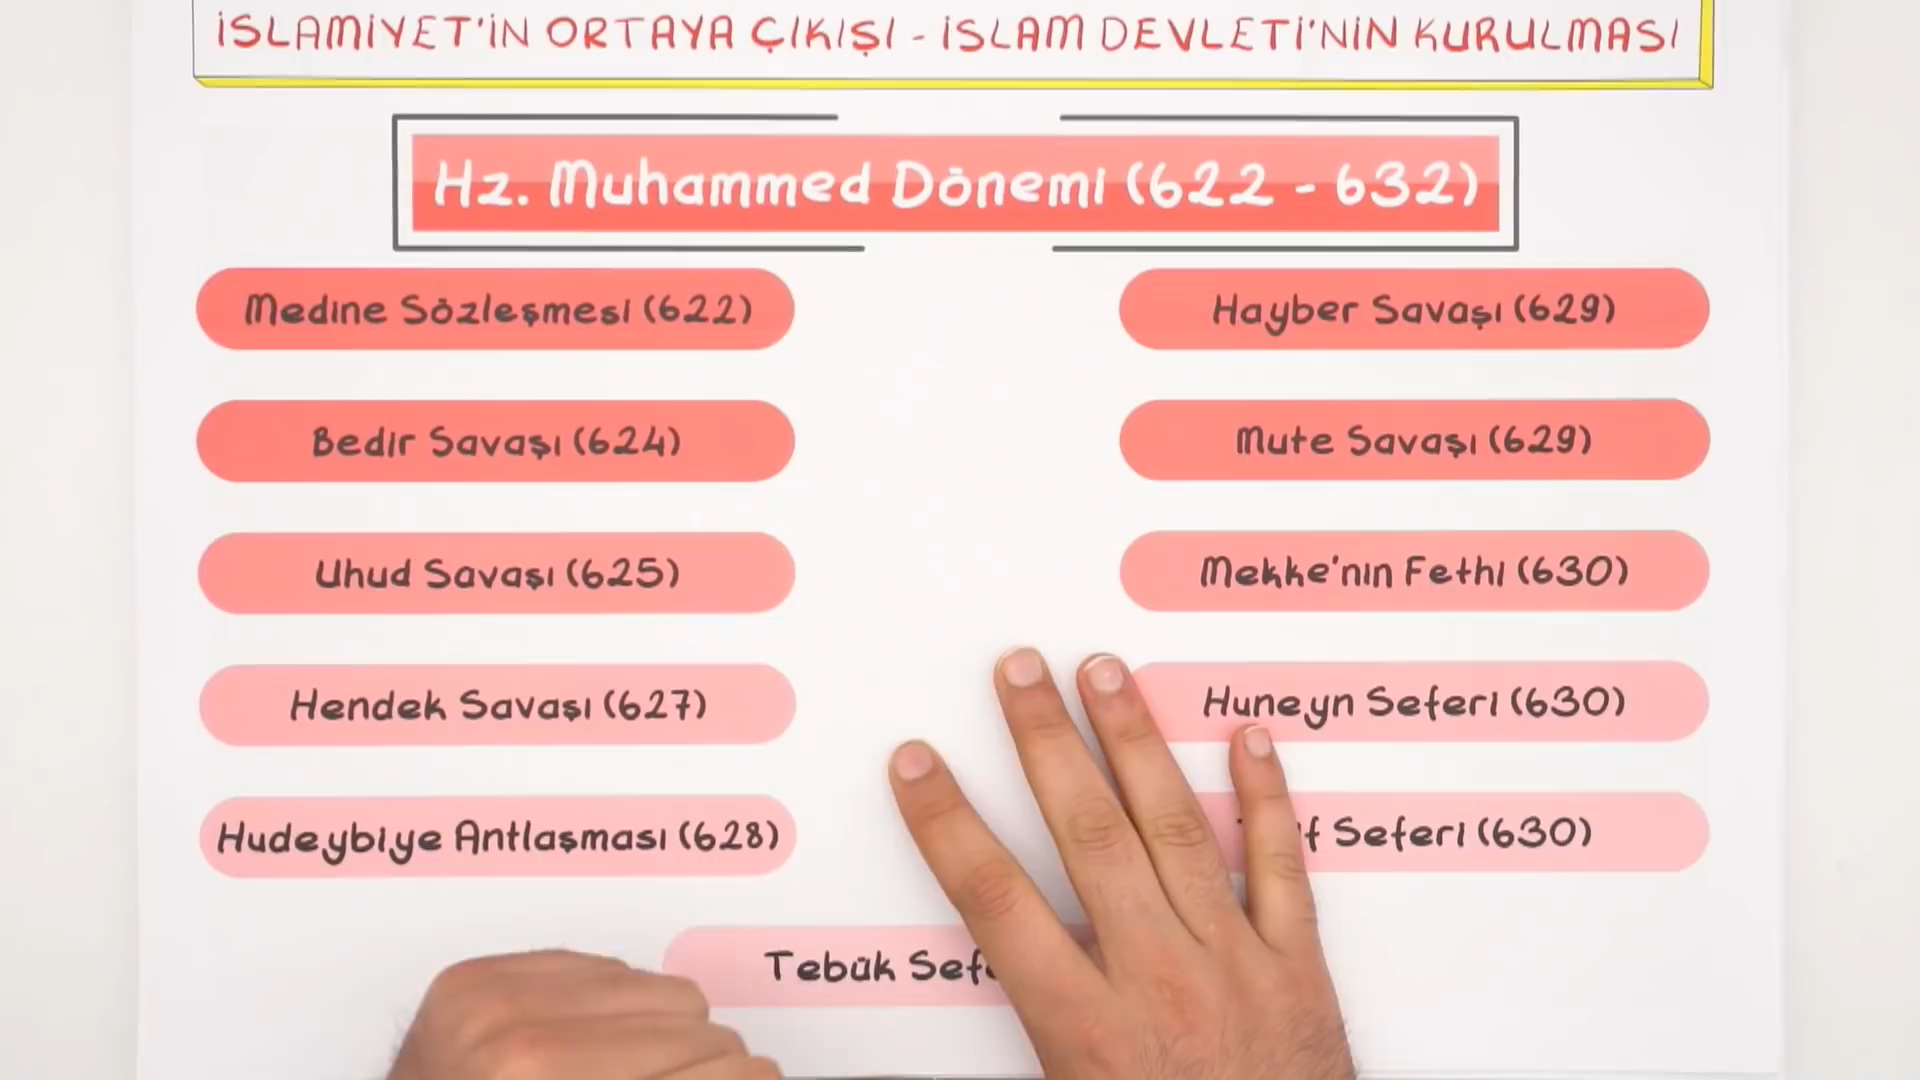 İSLAMİYET'İN ORTAYA ÇIKIŞI - İSLAM DEVLETİ'NİN KURULMASI
Hz. Muhammed Dönemi (622 - 632)
Medine Sözleşmesi (622)
Bedir Savaşı (624)
Uhud Savaşı (625)
Hendek Savaşı (627)
Hudeybiye Antlaşması (628)
Hayber Savaşı (629)
Mute Savaşı (629)
Mekke'nin Fethi (630)
Huneyn Seferi (630)
Seferi (630)
Tebük